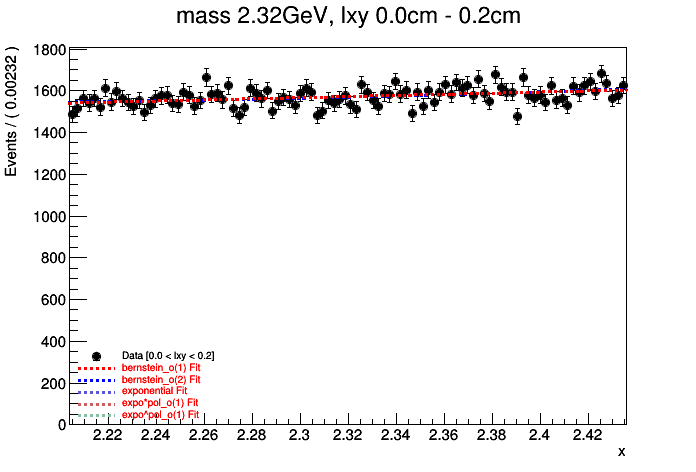 mass 2.32GeV, lxy 0.0cm - 0.2cm
Events / ( 0.00232 )
1800
1600
1400
1200
1000
800
600
400
200
0
Data [0.0 < lxy < 0.2]
bernstein_o(1) Fit
bernstein_o(2) Fit
exponential Fit
expo*pol_o(1) Fit
expo^pol_o(1) Fit
2.22 2.24 2.26 2.28 2.3 2.32 2.34 2.36 2.38 2.4 2.42
x